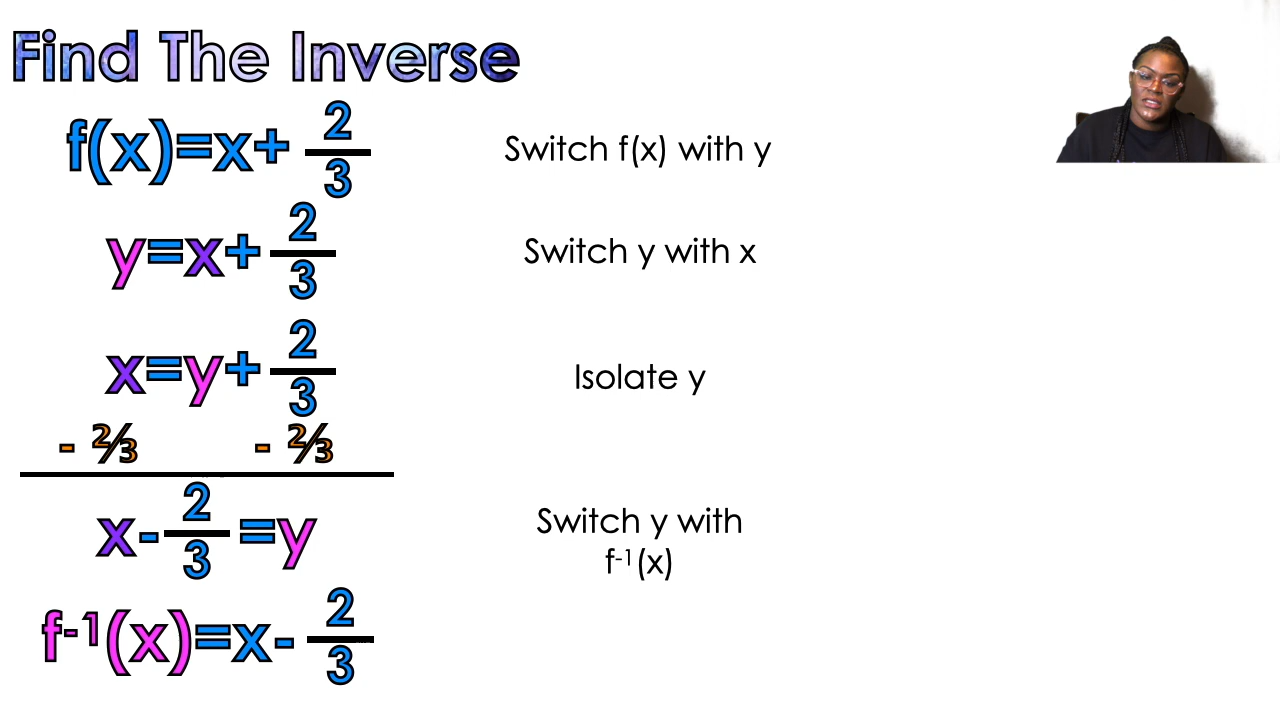 Find The Inverse
f(x)=x+ 2/3
Switch f(x) with y
y=x+ 2/3
Switch y with x
x=y+ 2/3
Isolate y
- ⅔ - ⅔
x- 2/3 =y
Switch y with
f⁻¹(x)
f⁻¹(x)=x- 2/3